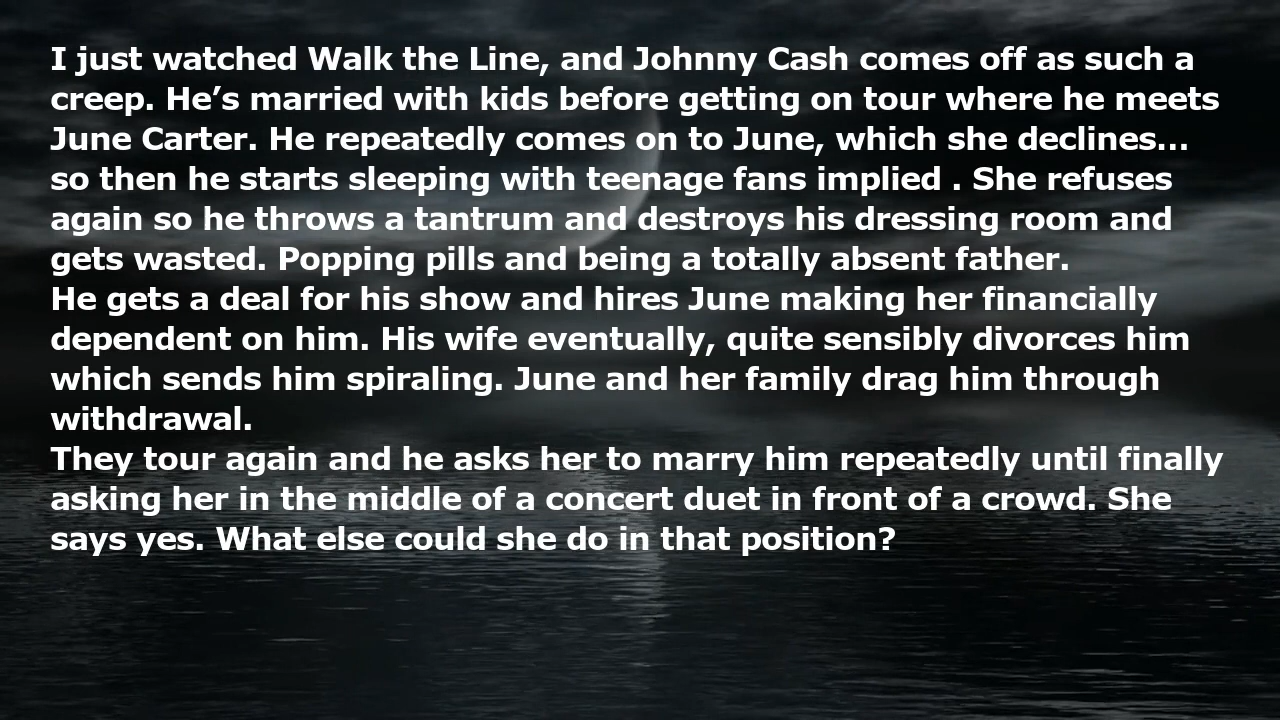 I just watched Walk the Line, and Johnny Cash comes off as such a
creep. He’s married with kids before getting on tour where he meets
June Carter. He repeatedly comes on to June, which she declines...
so then he starts sleeping with teenage fans implied . She refuses
again so he throws a tantrum and destroys his dressing room and
gets wasted. Popping pills and being a totally absent father.
He gets a deal for his show and hires June making her financially
dependent on him. His wife eventually, quite sensibly divorces him
which sends him spiraling. June and her family drag him through
withdrawal.
They tour again and he asks her to marry him repeatedly until finally
asking her in the middle of a concert duet in front of a crowd. She
says yes. What else could she do in that position?